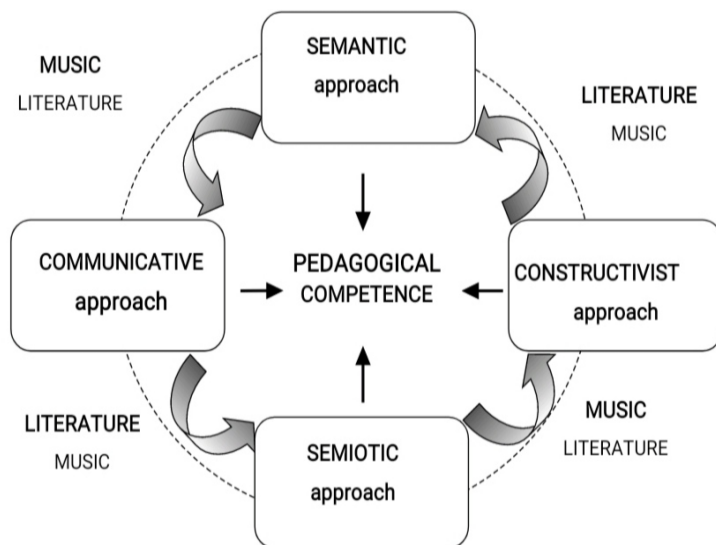 SEMANTIC
approach
MUSIC
LITERATURE
LITERATURE
MUSIC
COMMUNICATIVE
approach
PEDAGOGICAL
COMPETENCE
CONSTRUCTIVIST
approach
LITERATURE
MUSIC
SEMIOTIC
approach
MUSIC
LITERATURE